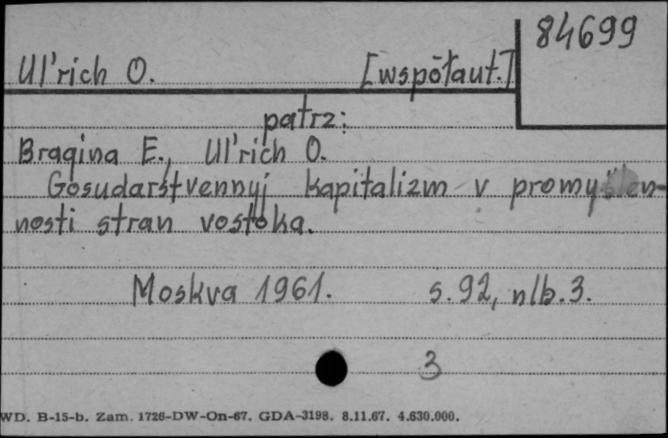 84699
Ul'rich O. [współaut.]
patrz:
Bragina E., Ul'rich O.
Gosudarstvennyj kapitalizm v promyšlen-
nosti stran vostoka.
Moskva 1961. s. 92, nlb. 3.
3
WD. B-15-b. Zam. 1726-DW-On-67. GDA-3198. 8.11.67. 4.630.000.